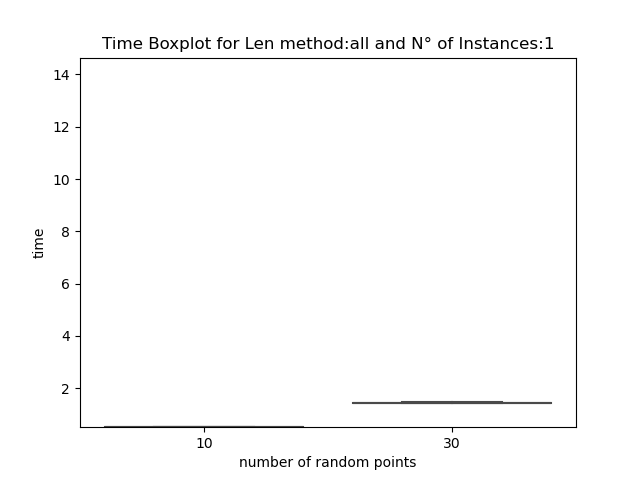 Time Boxplot for Len method:all and N° of Instances:1
14
12
10
8
6
4
2
time
10 30
number of random points